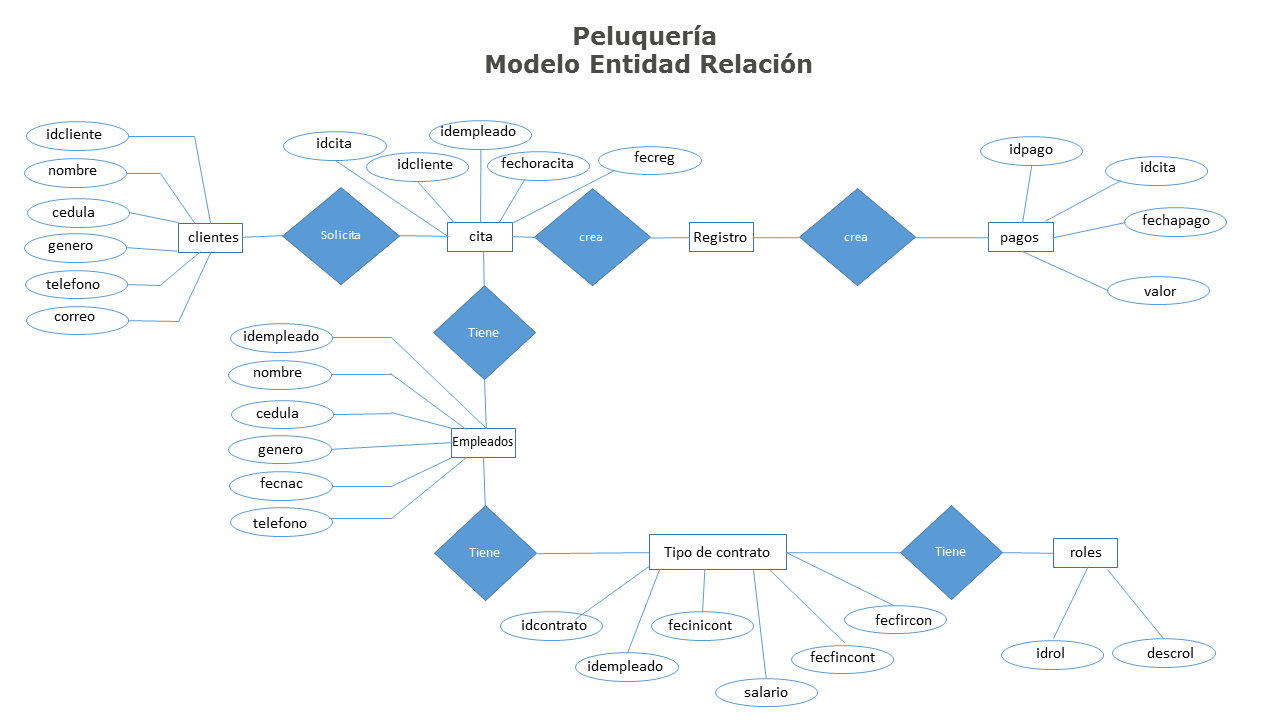 Peluquería
Modelo Entidad Relación
idcliente
nombre
cedula
genero
telefono
correo
clientes
Solicita
idcita
idcliente
idempleado
fechoracita
fecreg
cita
crea
Registro
crea
pagos
idpago
idcita
fechapago
valor
Tiene
idempleado
nombre
cedula
genero
fecnac
telefono
Empleados
Tiene
Tipo de contrato
Tiene
roles
idcontrato
idempleado
fecinicont
salario
fecfincont
fecfircon
idrol
descrol